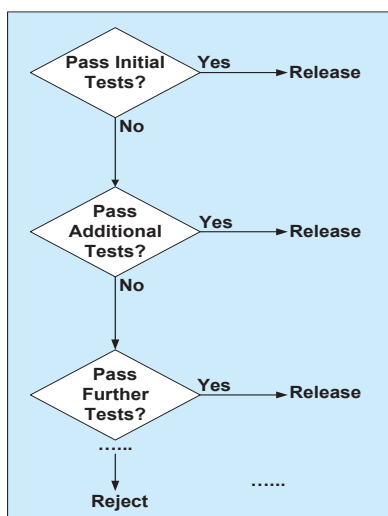 Pass Initial
Tests?
Yes
Release
No
Pass
Additional
Tests?
Yes
Release
No
Pass
Further
Tests?
Yes
Release
......
......
Reject